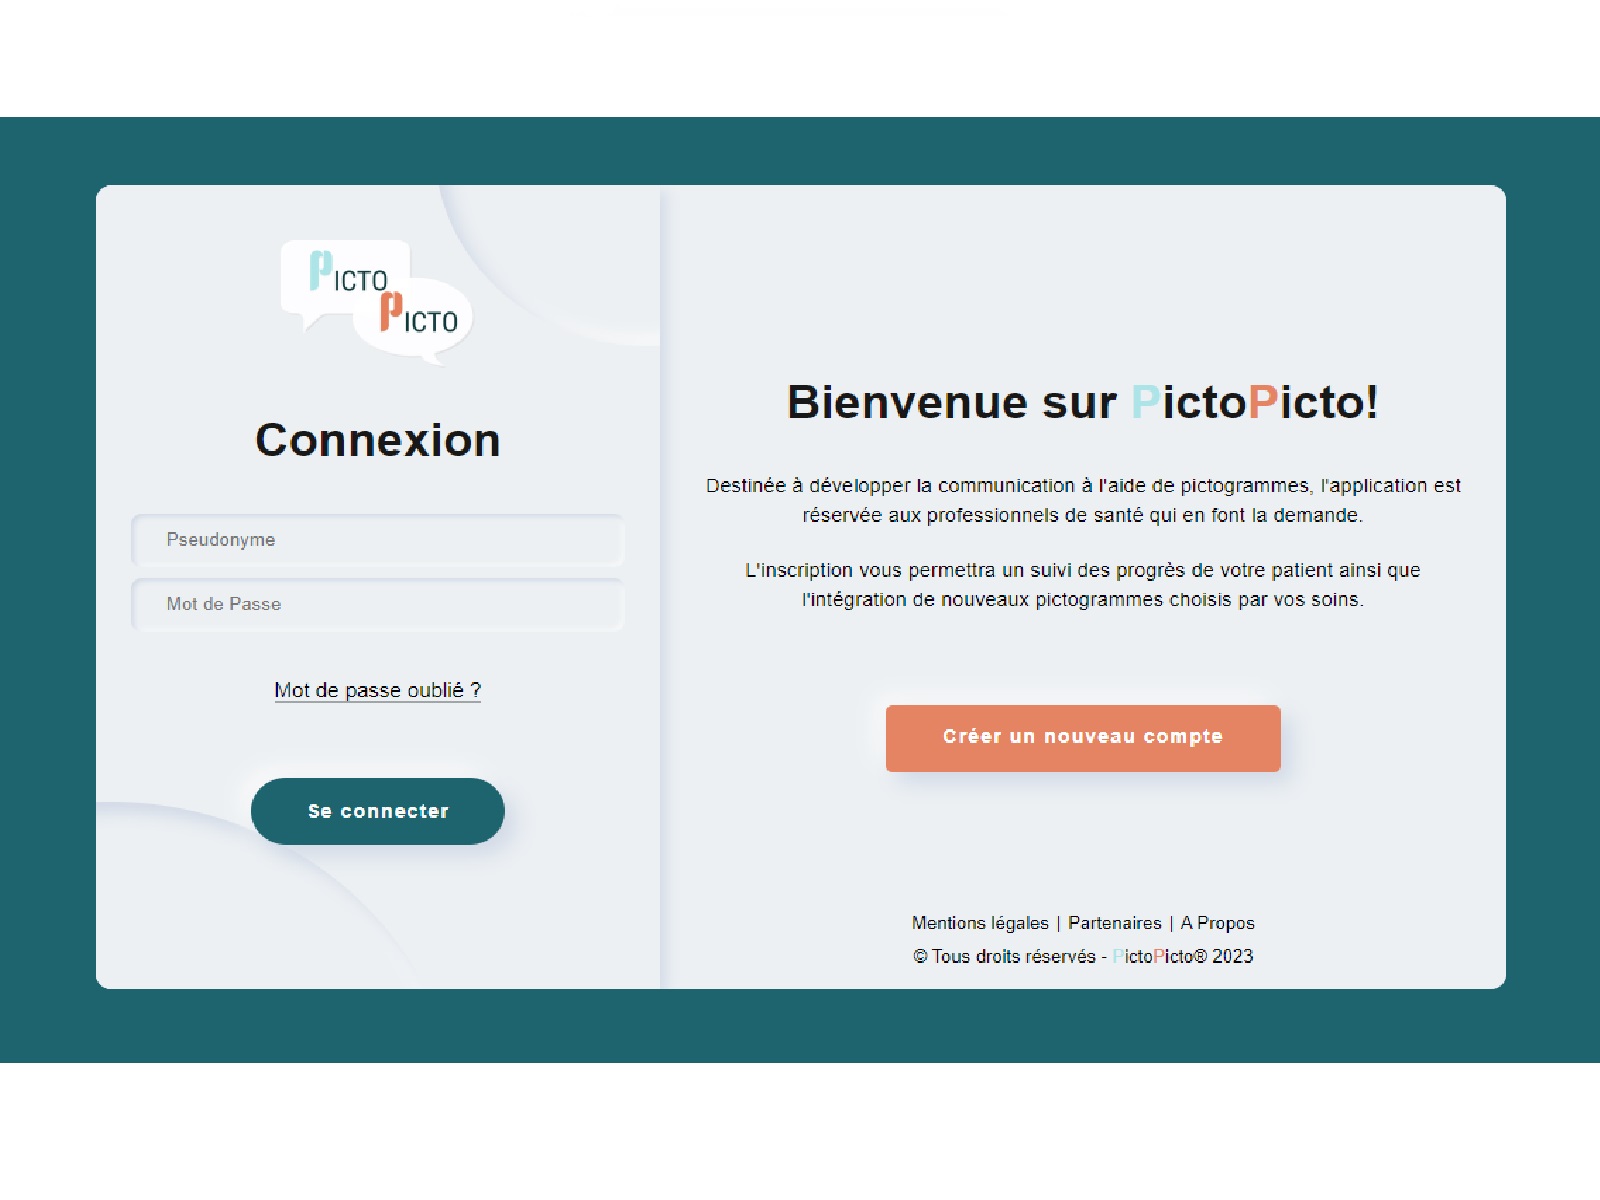 PICTO
PICTO
Connexion
Pseudonyme
Mot de Passe
Mot de passe oublié ?
Se connecter
Bienvenue sur PictoPicto!
Destinée à développer la communication à l'aide de pictogrammes, l'application est
réservée aux professionnels de santé qui en font la demande.
L'inscription vous permettra un suivi des progrès de votre patient ainsi que
l'intégration de nouveaux pictogrammes choisis par vos soins.
Créer un nouveau compte
Mentions légales | Partenaires | A Propos
© Tous droits réservés - PictoPicto® 2023